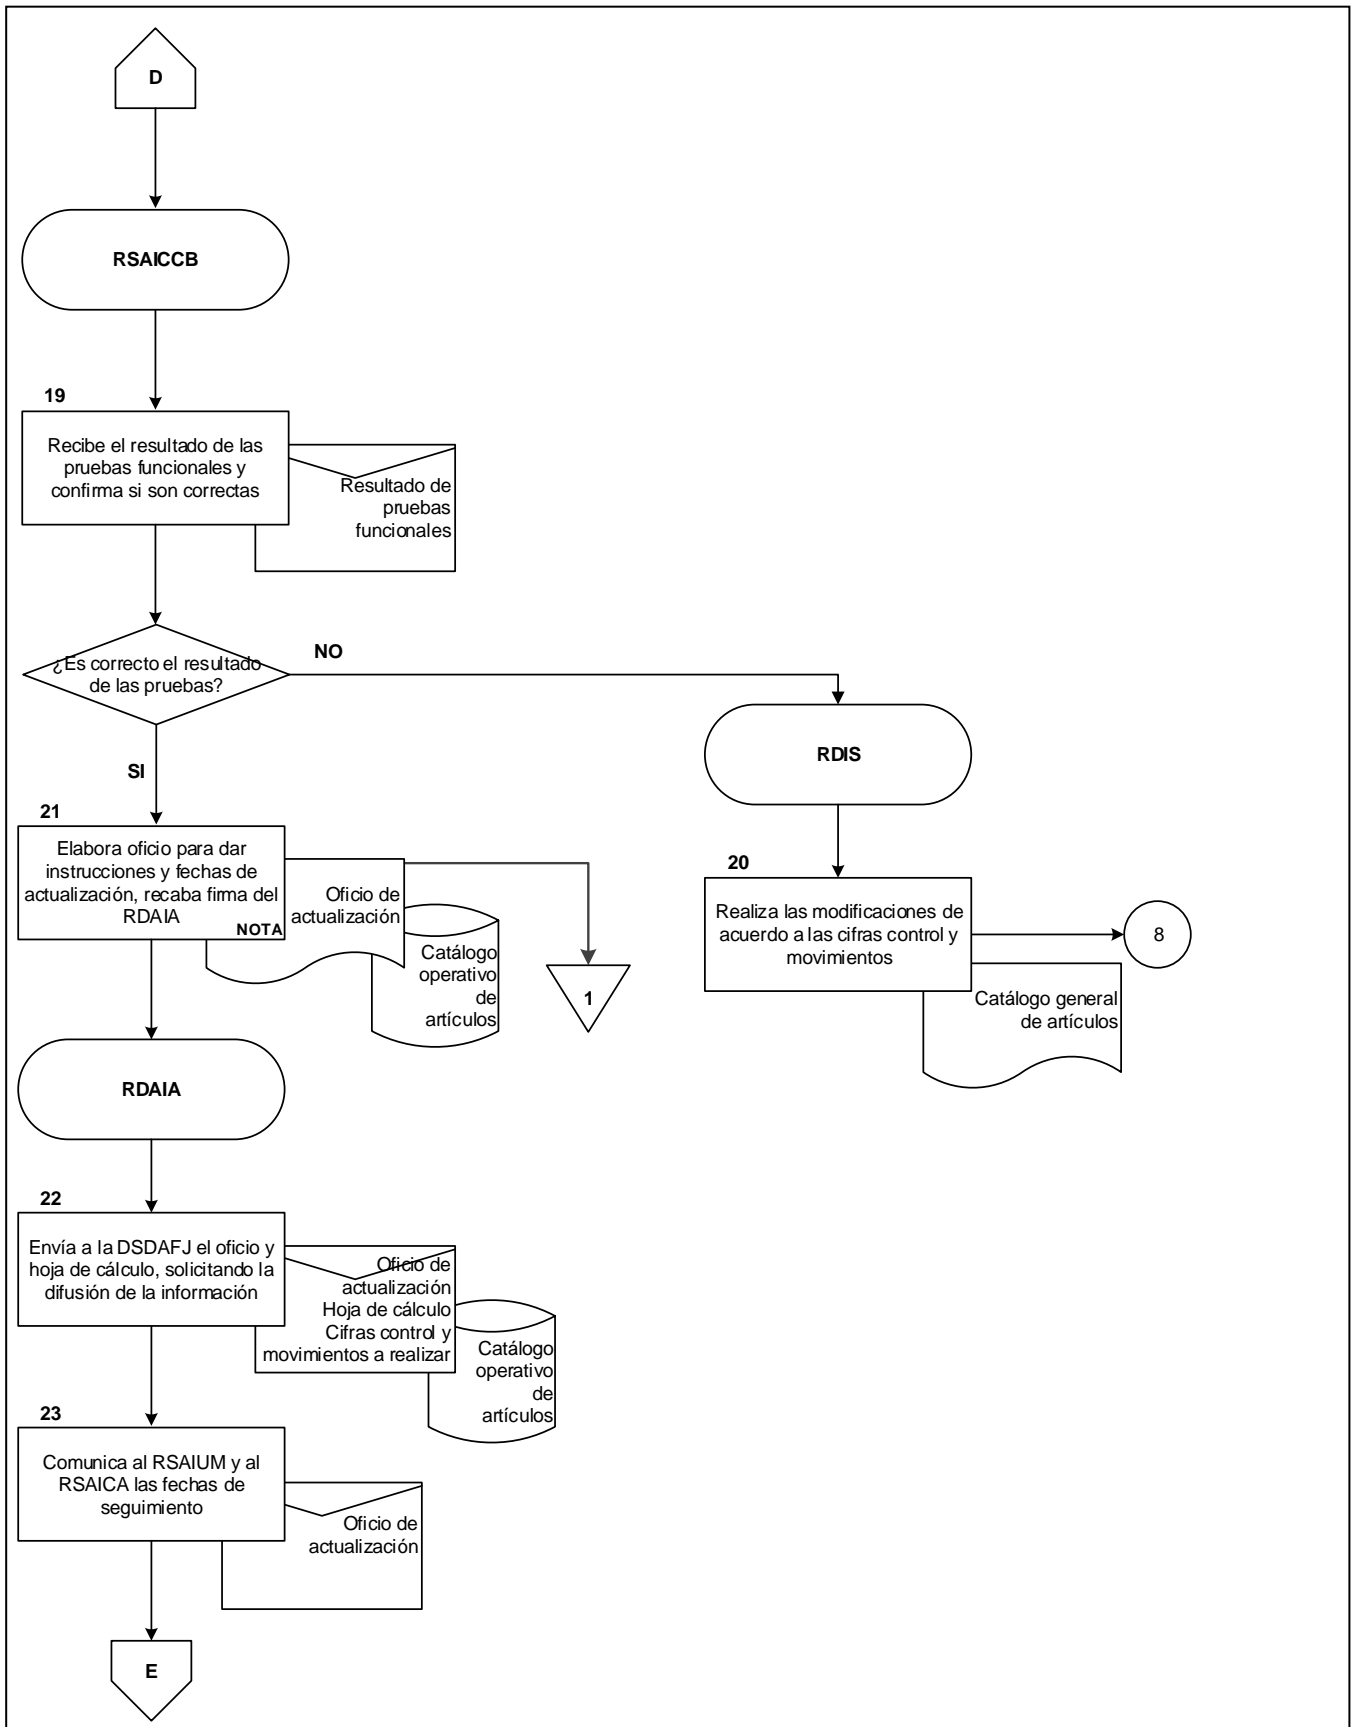 D
RSAICCB
19
Recibe el resultado de las
pruebas funcionales y
confirma si son correctas
Resultado de
pruebas
funcionales
¿Es correcto el resultado
de las pruebas?
NO
SI
RDIS
21
Elabora oficio para dar
instrucciones y fechas de
actualización, recaba firma del
RDAIA
NOTA
Oficio de
actualización
Catálogo
operativo
de
artículos
1
20
Realiza las modificaciones de
acuerdo a las cifras control y
movimientos
8
Catálogo general
de artículos
RDAIA
22
Envía a la DSDAFJ el oficio y
hoja de cálculo, solicitando la
difusión de la información
Oficio de
actualización
Hoja de cálculo
Cifras control y
movimientos a realizar
Catálogo
operativo
de
artículos
23
Comunica al RSAIUM y al
RSAICA las fechas de
seguimiento
Oficio de
actualización
E